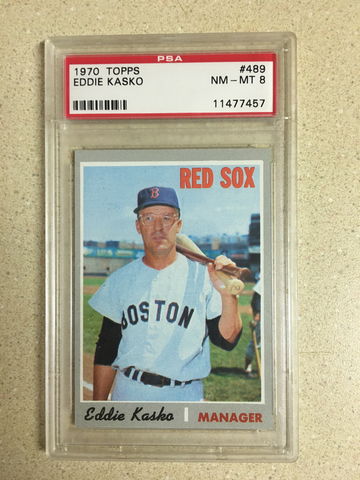 PSA
1970 TOPPS #489
EDDIE KASKO NM-MT 8
11477457
RED SOX
B
BOSTON
Eddie Kasko MANAGER